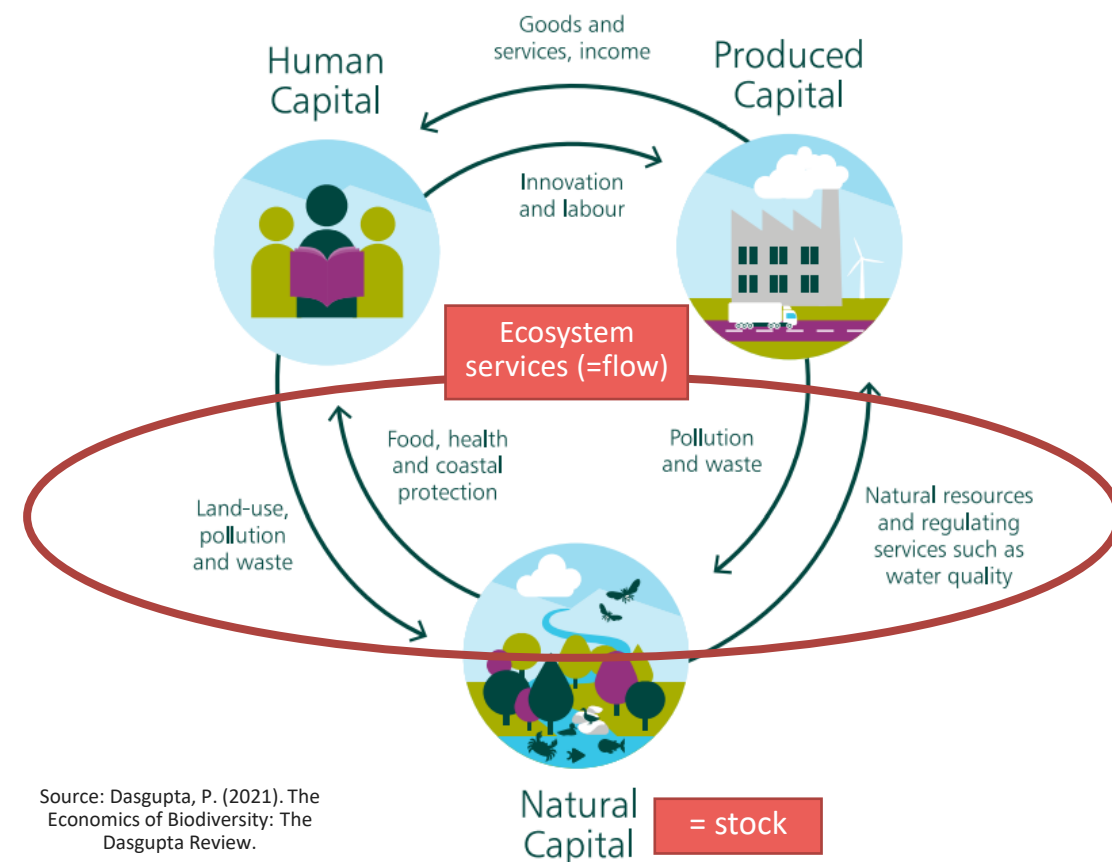 Goods and
services, income
Human
Capital
Produced
Capital
Innovation
and labour
Ecosystem
services (=flow)
Food, health
and coastal
protection
Pollution
and waste
Land-use,
pollution
and waste
Natural resources
and regulating
services such as
water quality
Source: Dasgupta, P. (2021). The
Economics of Biodiversity: The
Dasgupta Review.
Natural
Capital
= stock